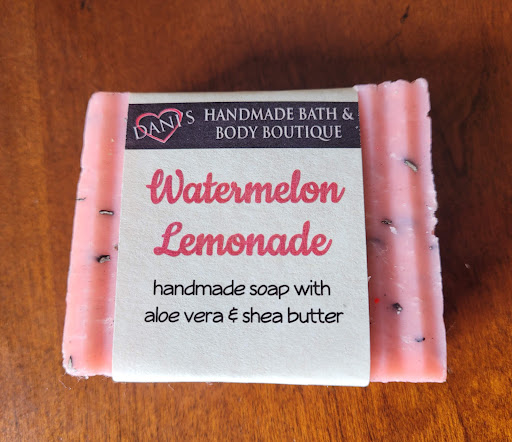 DANI'S
HANDMADE BATH &
BODY BOUTIQUE
Watermelon
Lemonade
handmade soap with
aloe vera & shea butter